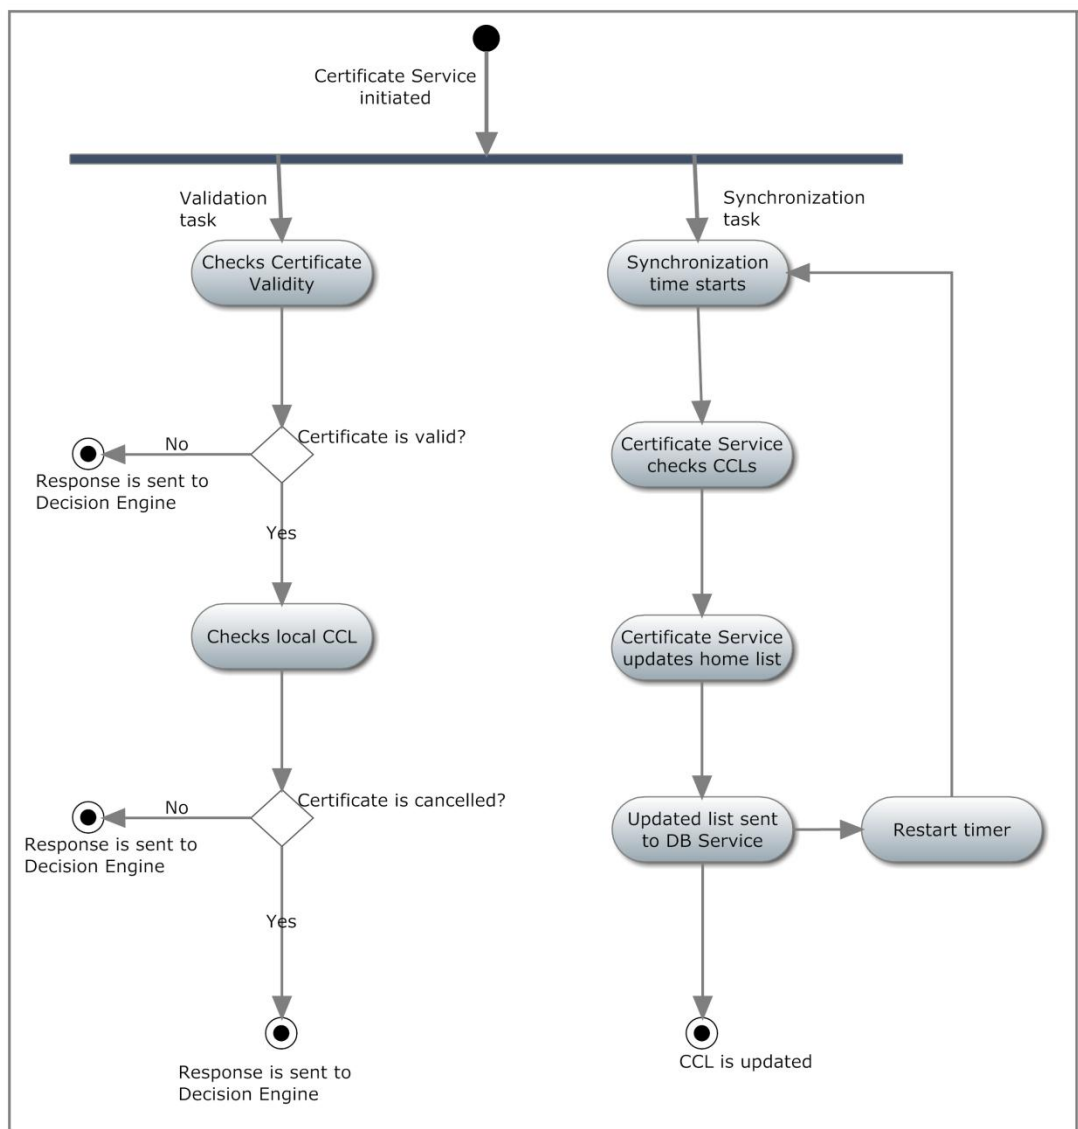 Certificate Service
initiated
Validation
task
Synchronization
task
Checks Certificate
Validity
Synchronization
time starts
Certificate is valid?
No
Response is sent to
Decision Engine
Certificate Service
checks CCLs
Yes
Checks local CCL
Certificate Service
updates home list
Certificate is cancelled?
No
Response is sent to
Decision Engine
Updated list sent
to DB Service
Restart timer
Yes
Response is sent to
Decision Engine
CCL is updated